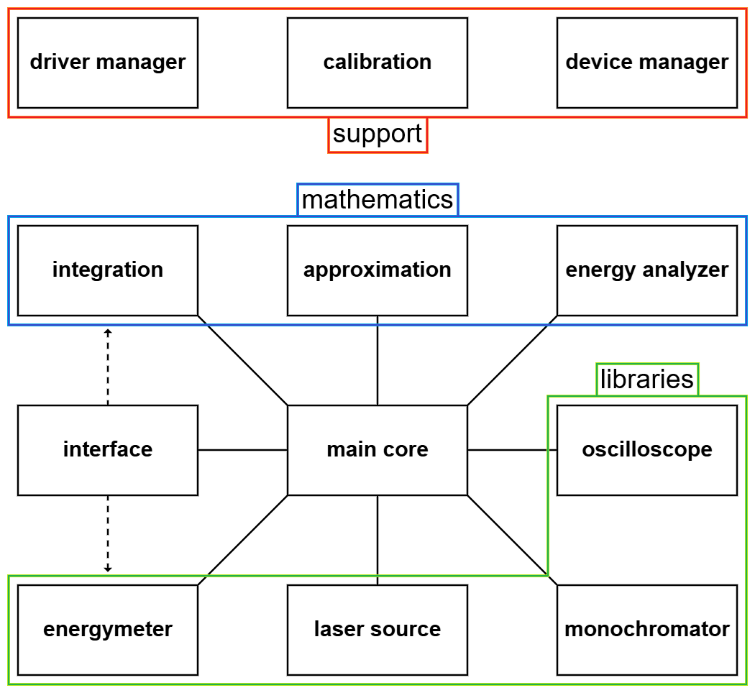 driver manager
calibration
device manager
support
mathematics
integration
approximation
energy analyzer
libraries
interface
main core
oscilloscope
energymeter
laser source
monochromator